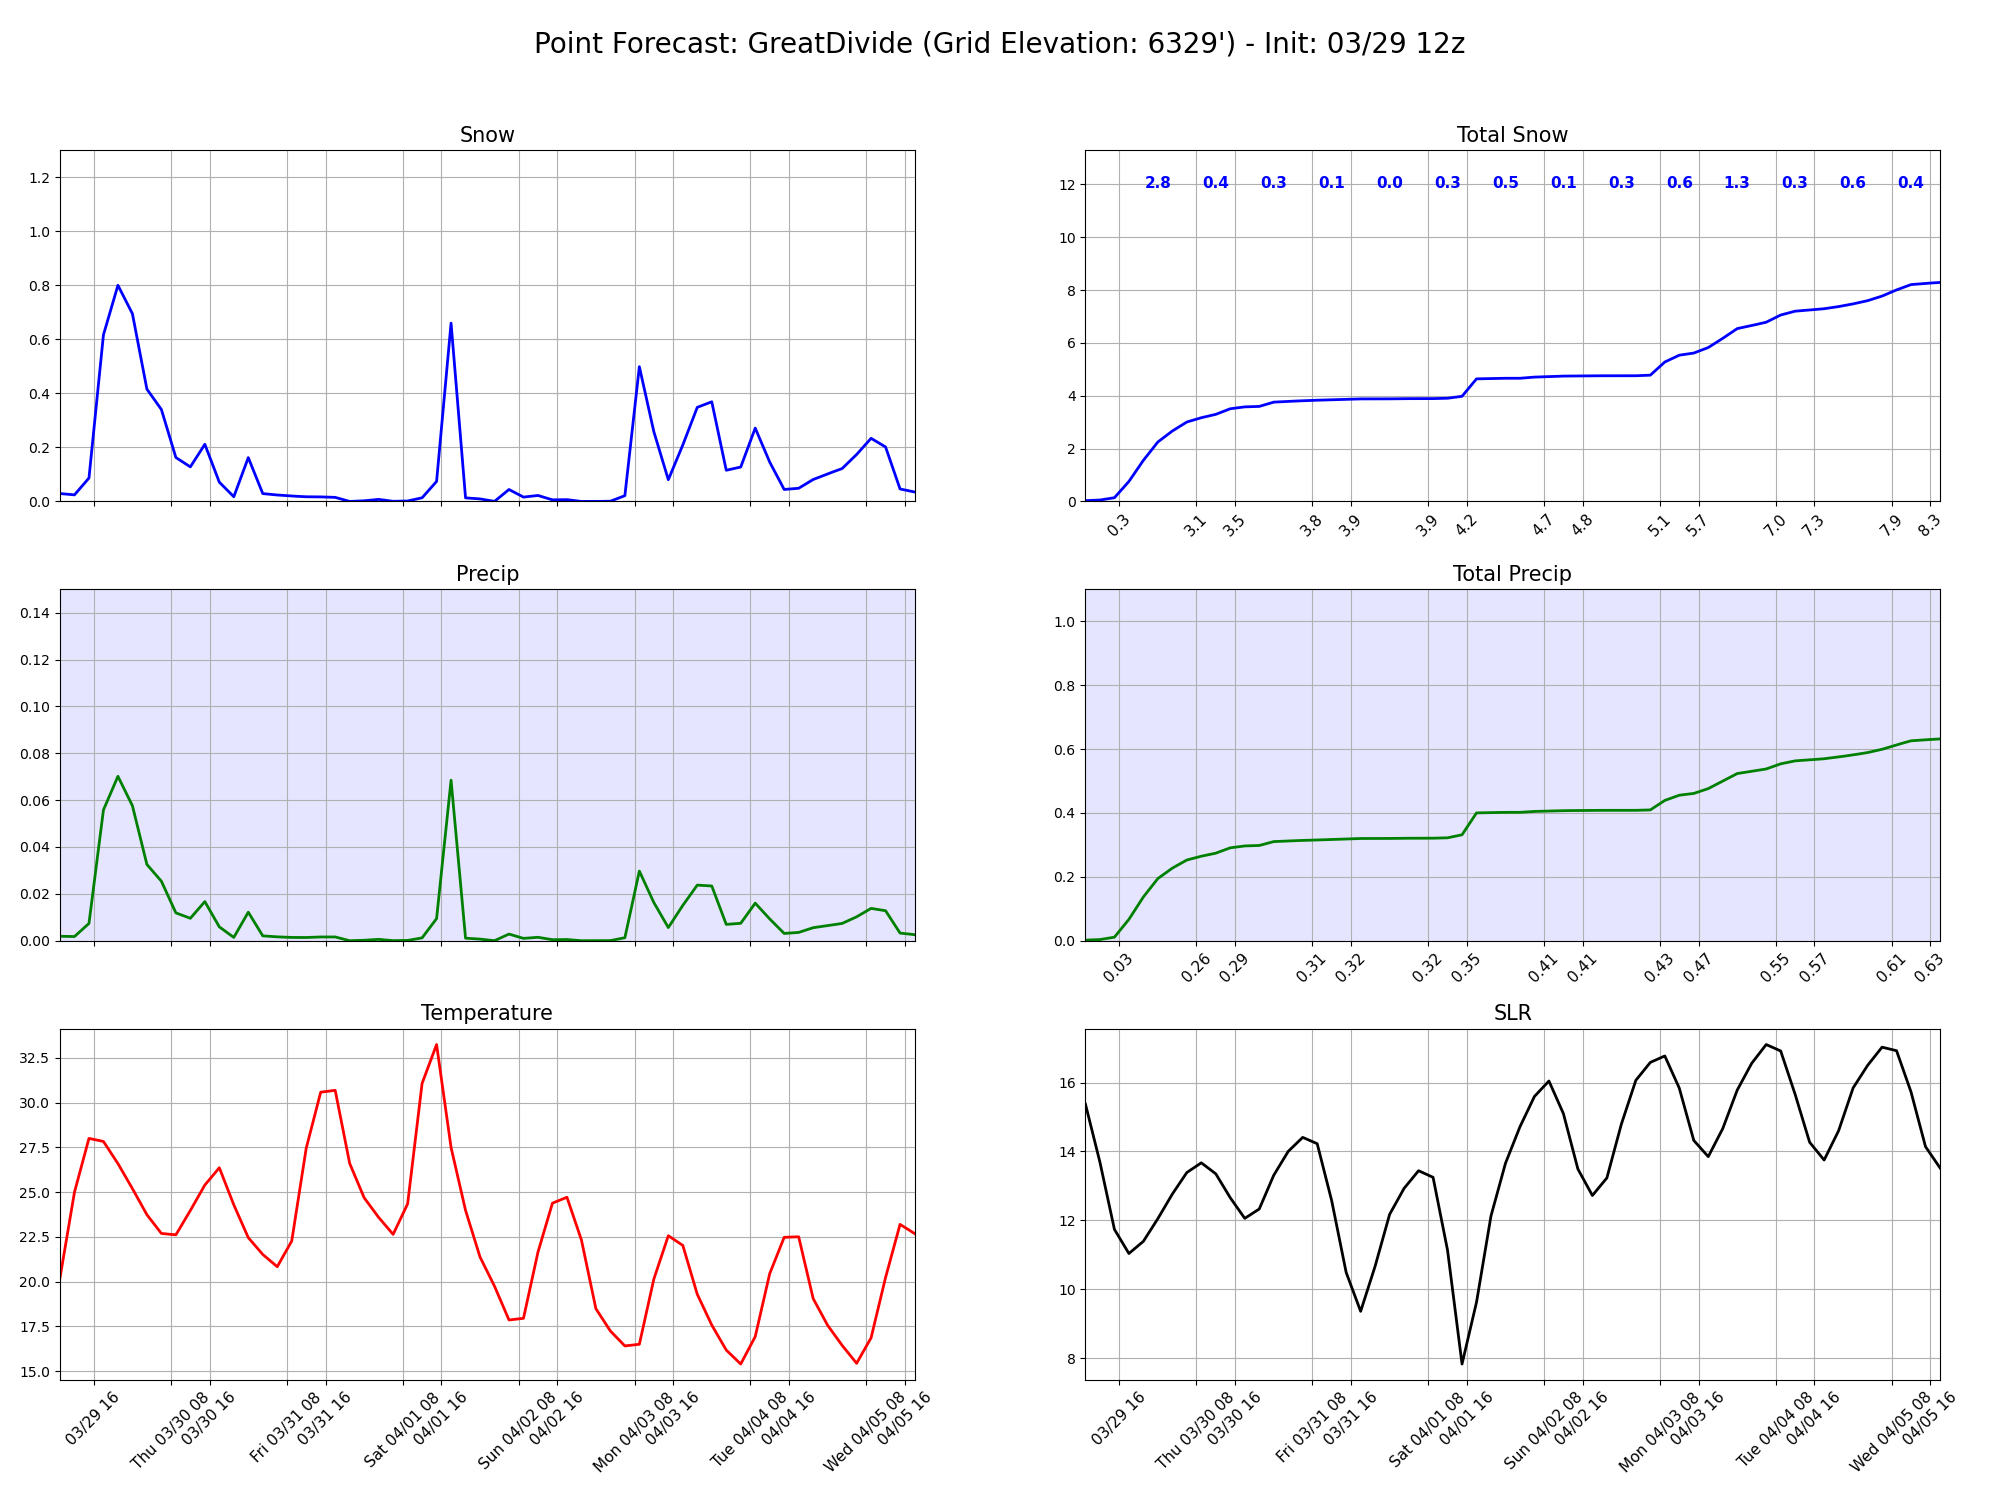 Point Forecast: GreatDivide (Grid Elevation: 6329') - Init: 03/29 12z
Snow
1.2
1.0
0.8
0.6
0.4
0.2
0.0
Total Snow
2.8 0.4 0.3 0.1 0.0 0.3 0.5 0.1 0.3 0.6 1.3 0.3 0.6 0.4
12
10
8
6
4
2
0
0.3 3.1 3.5 3.8 3.9 3.9 4.2 4.7 4.8 5.1 5.7 7.0 7.3 7.9 8.3
Precip
0.14
0.12
0.10
0.08
0.06
0.04
0.02
0.00
Total Precip
1.0
0.8
0.6
0.4
0.2
0.0
0.03 0.26 0.29 0.31 0.32 0.32 0.35 0.41 0.41 0.43 0.47 0.55 0.57 0.61 0.63
Temperature
32.5
30.0
27.5
25.0
22.5
20.0
17.5
15.0
03/29 16
Thu 03/30 08
03/30 16
Fri 03/31 08
03/31 16
Sat 04/01 08
04/01 16
Sun 04/02 08
04/02 16
Mon 04/03 08
04/03 16
Tue 04/04 08
04/04 16
Wed 04/05 08
04/05 16
SLR
16
14
12
10
8
03/29 16
Thu 03/30 08
03/30 16
Fri 03/31 08
03/31 16
Sat 04/01 08
04/01 16
Sun 04/02 08
04/02 16
Mon 04/03 08
04/03 16
Tue 04/04 08
04/04 16
Wed 04/05 08
04/05 16